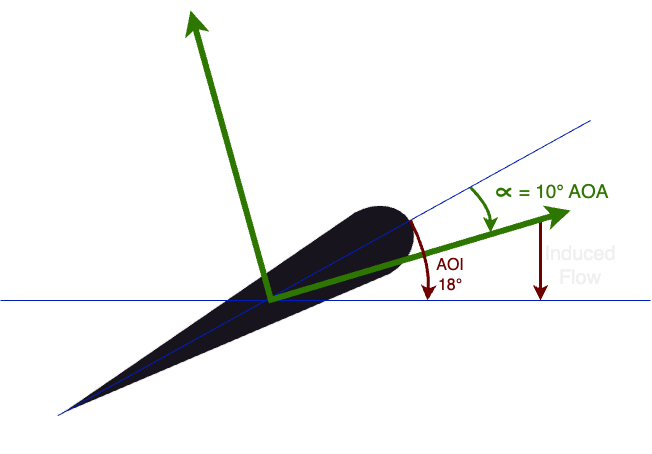 ∝ = 10° AOA
Induced
Flow
AOI
18°